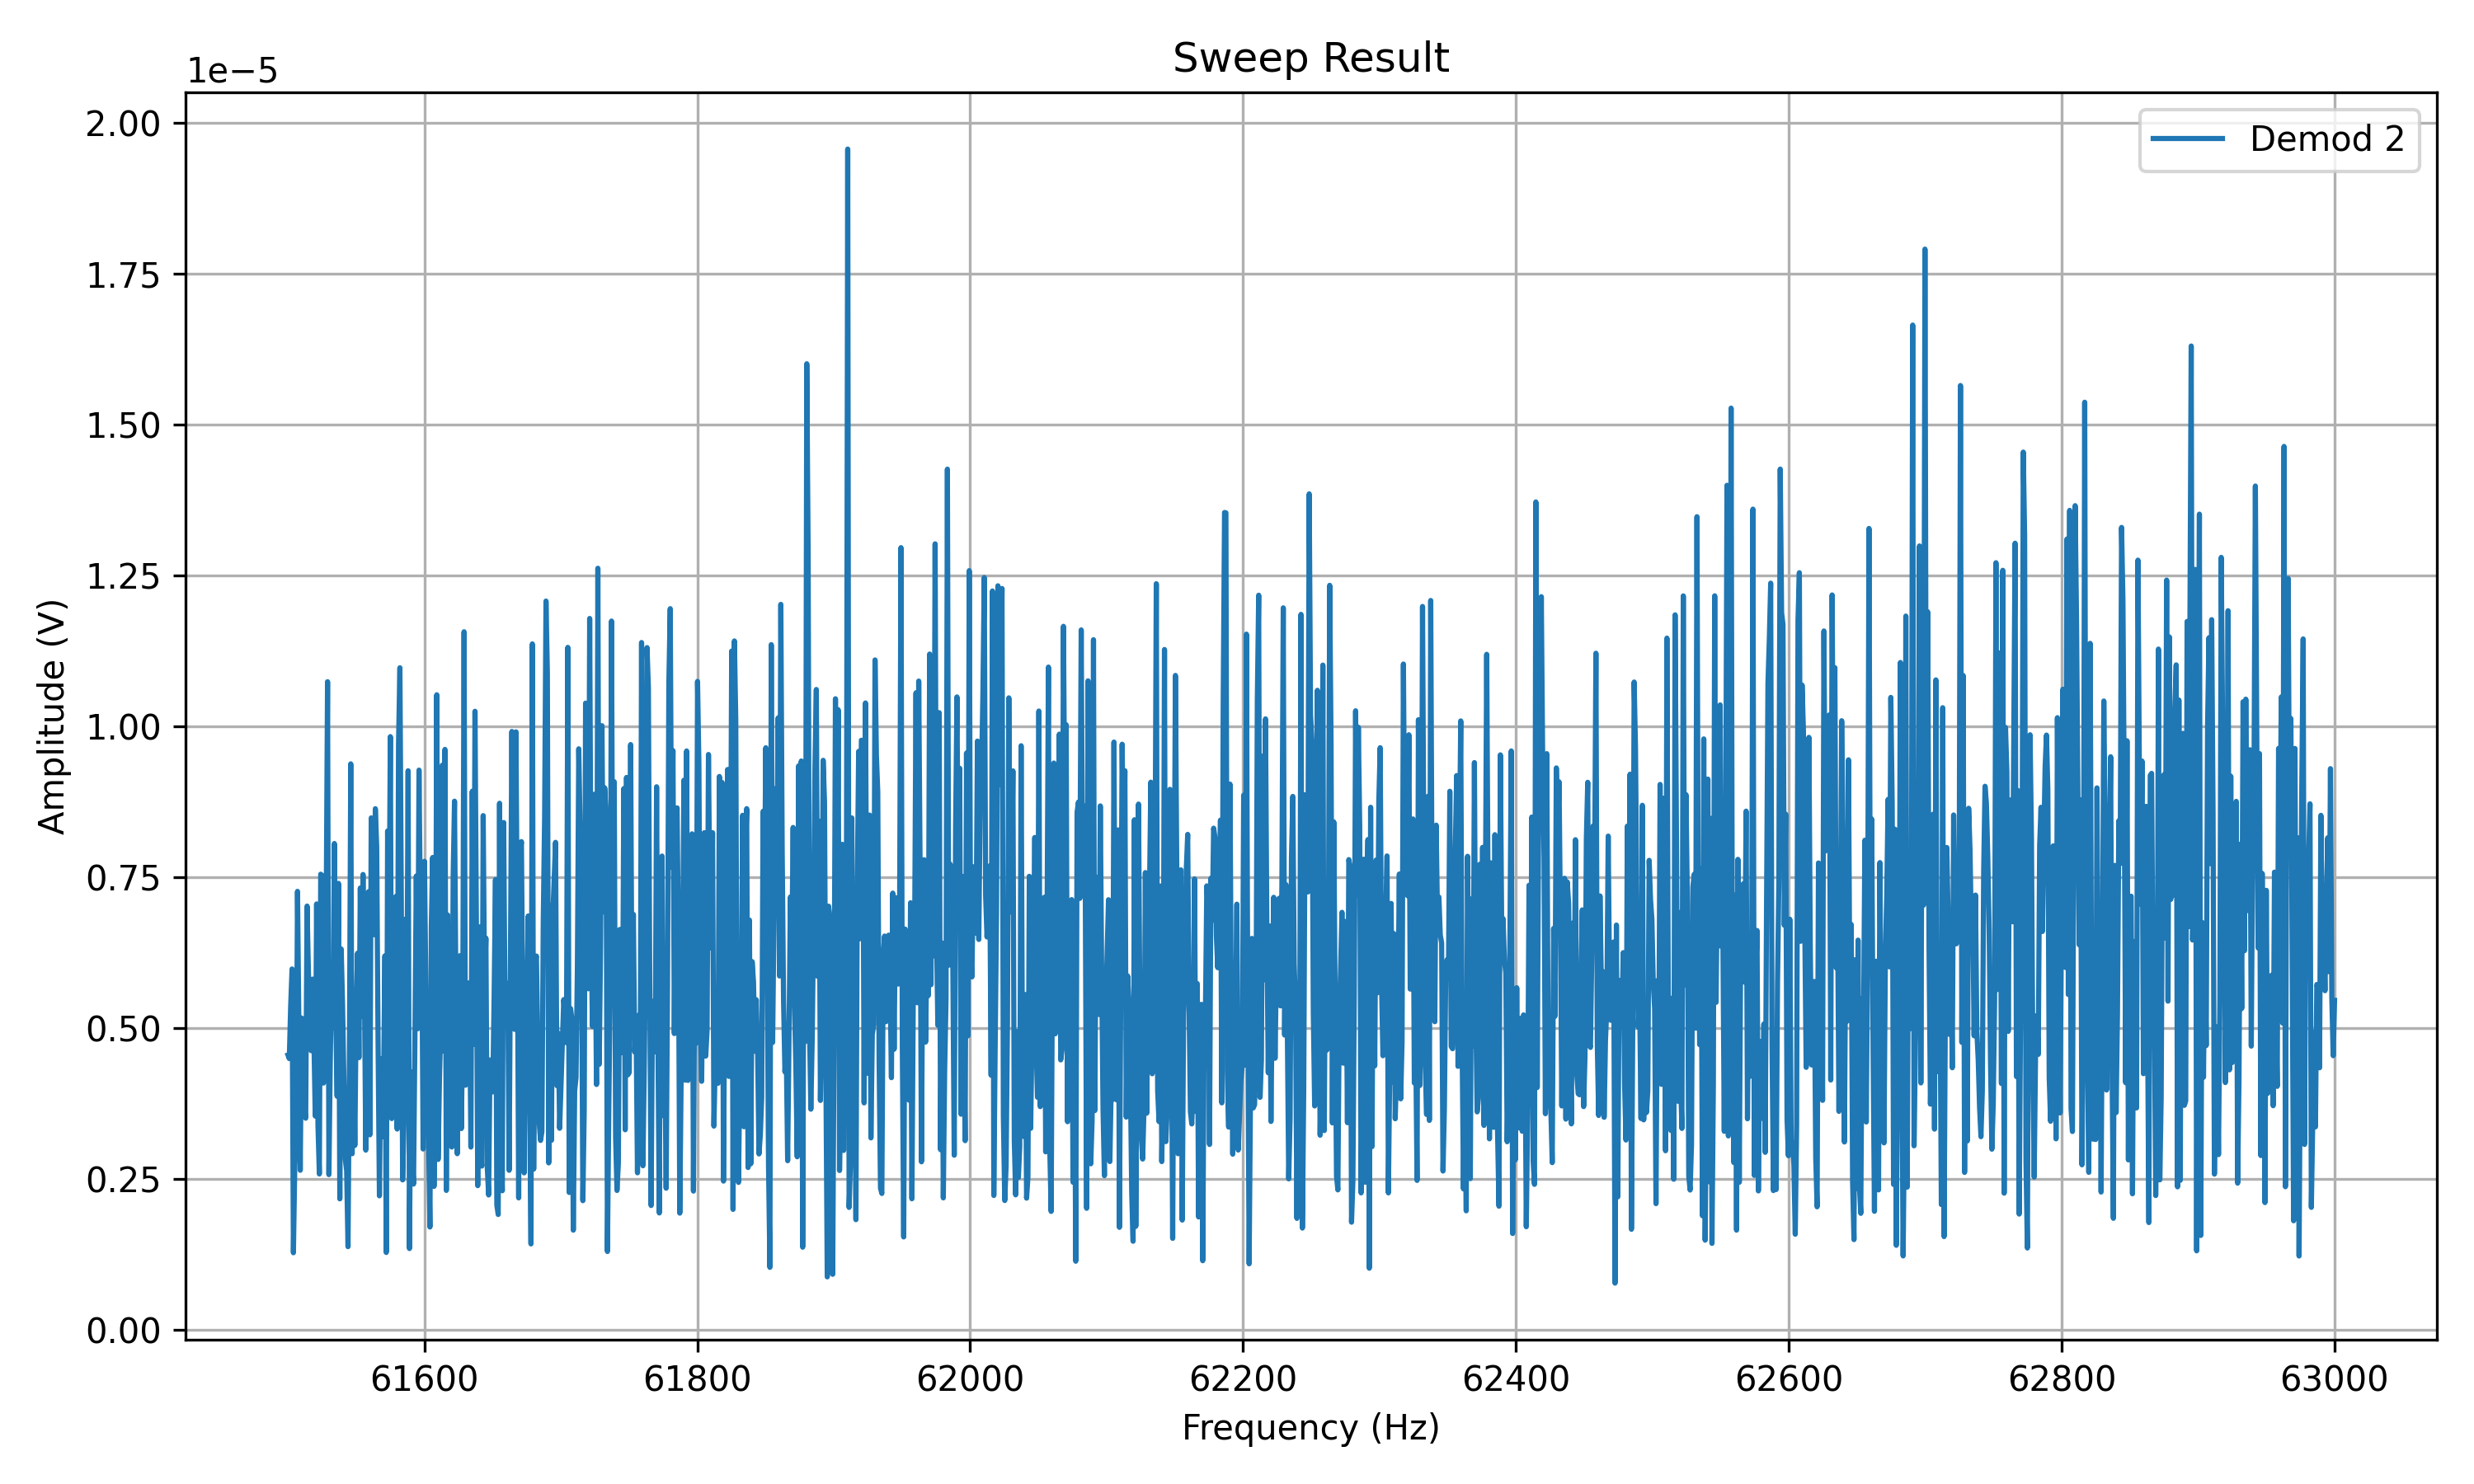 Sweep Result
1e−5
Demod 2
2.00
1.75
1.50
1.25
1.00
0.75
0.50
0.25
0.00
Amplitude (V)
61600 61800 62000 62200 62400 62600 62800 63000
Frequency (Hz)